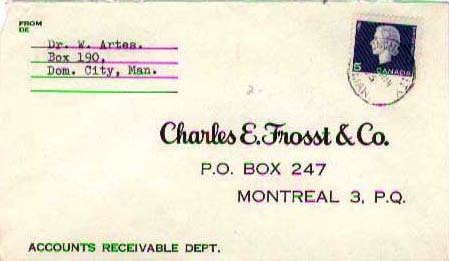 FROM
DE
Dr. W. Artes.
Box 190,
Dom. City, Man.
5
CANADA
Charles E. Frosst & Co.
P.O. BOX 247
MONTREAL 3, P.Q.
ACCOUNTS RECEIVABLE DEPT.